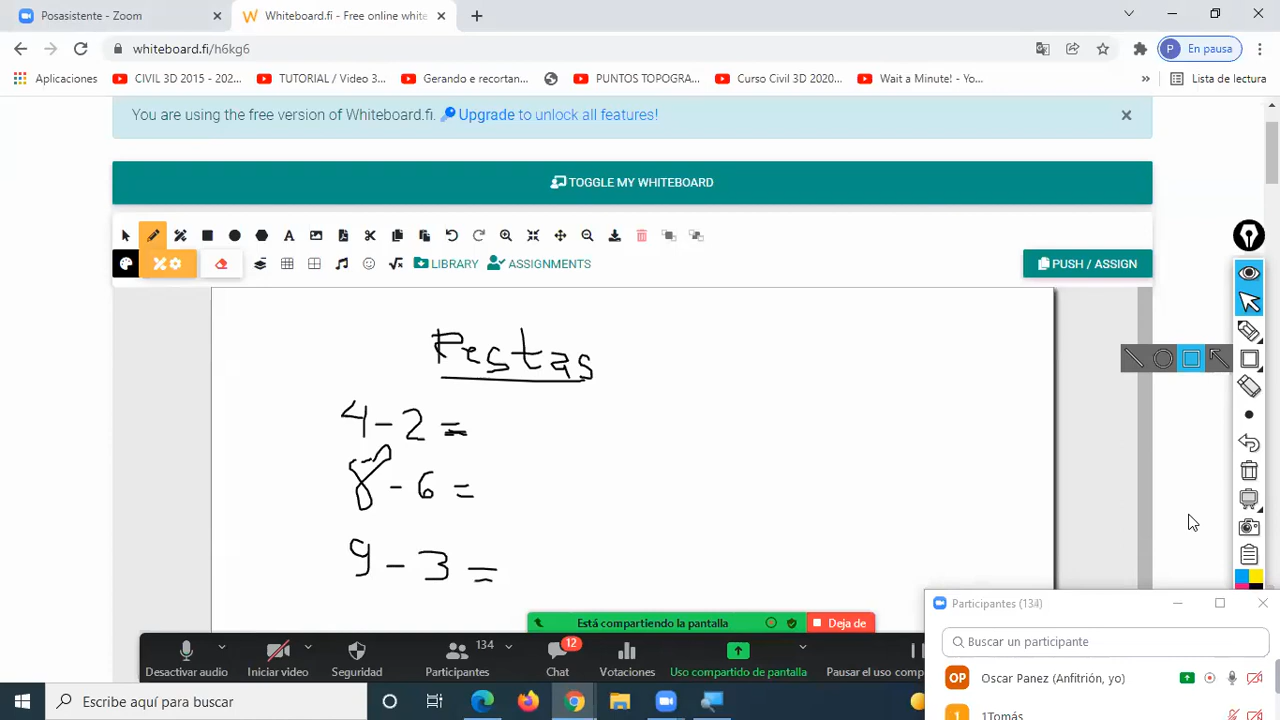 Posasistente - Zoom
Whiteboard.fi - Free online white
whiteboard.fi/h6kg6
En pausa
Aplicaciones
CIVIL 3D 2015 - 202...
TUTORIAL / Video 3...
Gerando e recortan...
PUNTOS TOPOGRA...
Curso Civil 3D 2020...
Wait a Minute! - Yo...
»
Lista de lectura
You are using the free version of Whiteboard.fi. Upgrade to unlock all features!
TOGGLE MY WHITEBOARD
LIBRARY
ASSIGNMENTS
PUSH / ASSIGN
Restas
4 - 2 =
8 - 6 =
9 - 3 =
Está compartiendo la pantalla
Deja de
Participantes (134)
Buscar un participante
OP
Oscar Panez (Anfitrión, yo)
1
1Tomás
134
12
Desactivar audio
Iniciar video
Seguridad
Participantes
Chat
Votaciones
Uso compartido de pantalla
Pausar el uso compar
Escribe aquí para buscar